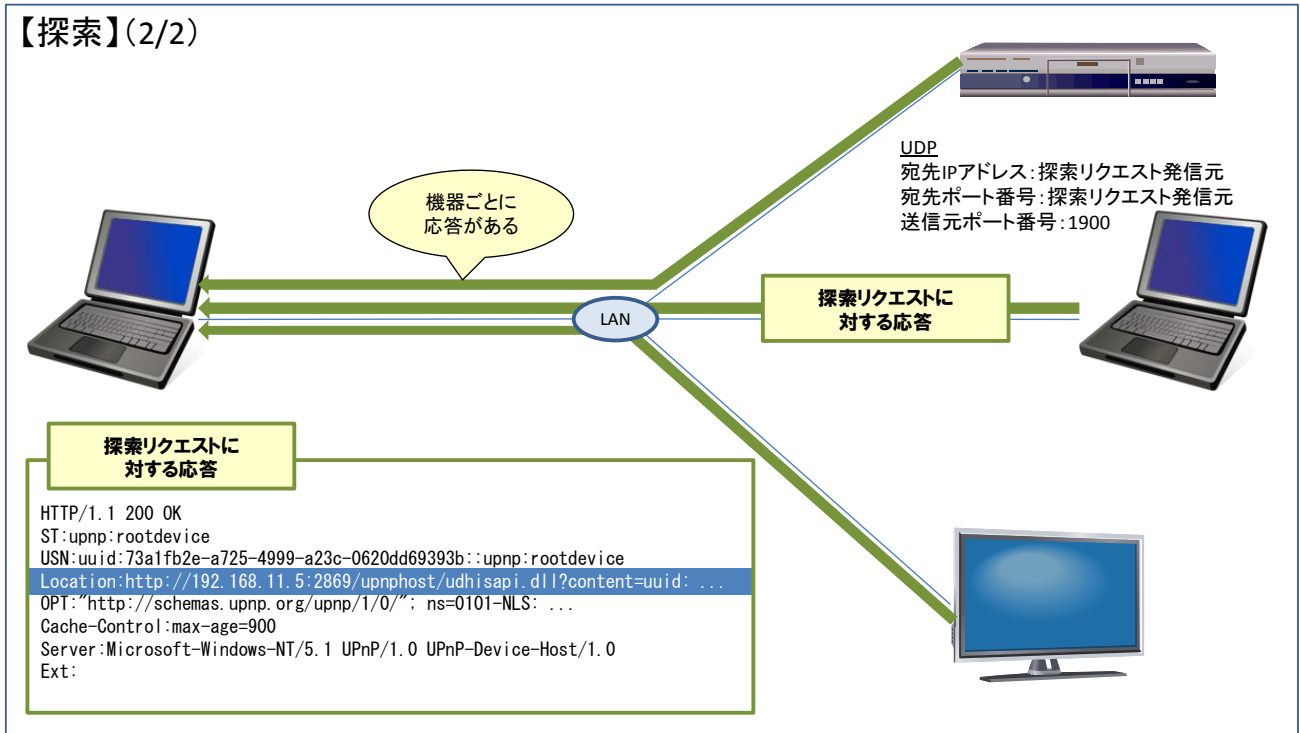 【探索】（2/2）
UDP
宛先IPアドレス：探索リクエスト発信元
宛先ポート番号：探索リクエスト発信元
送信元ポート番号：1900
機器ごとに
応答がある
LAN
探索リクエストに
対する応答
探索リクエストに
対する応答
HTTP/1.1 200 OK
ST:upnp:rootdevice
USN:uuid:73a1fb2e-a725-4999-a23c-0620dd69393b::upnp:rootdevice
Location:http://192.168.11.5:2869/upnphost/udhisapi.dll?content=uuid: ...
OPT:"http://schemas.upnp.org/upnp/1/0/"; ns=0101-NLS: ...
Cache-Control:max-age=900
Server:Microsoft-Windows-NT/5.1 UPnP/1.0 UPnP-Device-Host/1.0
Ext: